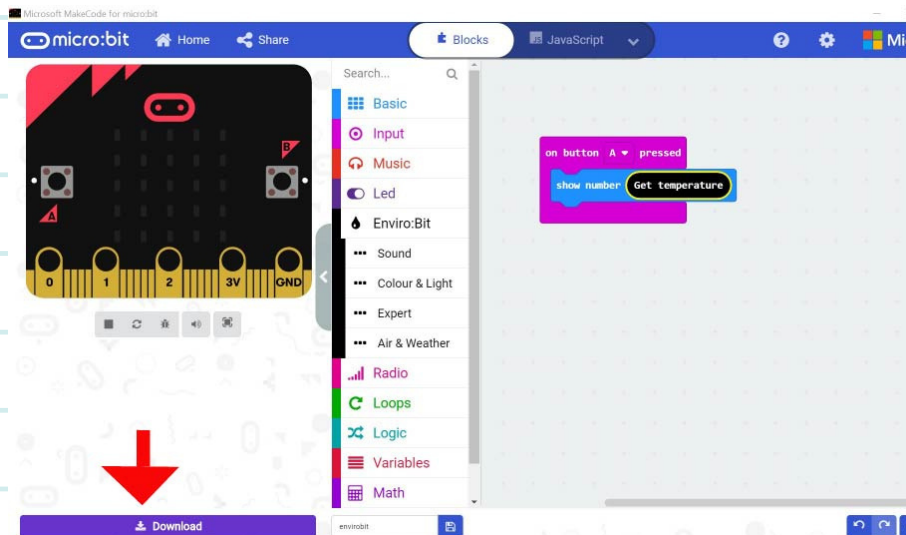 Microsoft MakeCode for micro:bit
micro:bit Home Share Blocks JavaScript Mi
Search...
Basic
Input
Music
Led
Enviro:Bit
Sound
Colour & Light
Expert
Air & Weather
Radio
Loops
Logic
Variables
Math
B
A
0 1 2 3V GND
on button A pressed
show number Get temperature
Download
envirobit